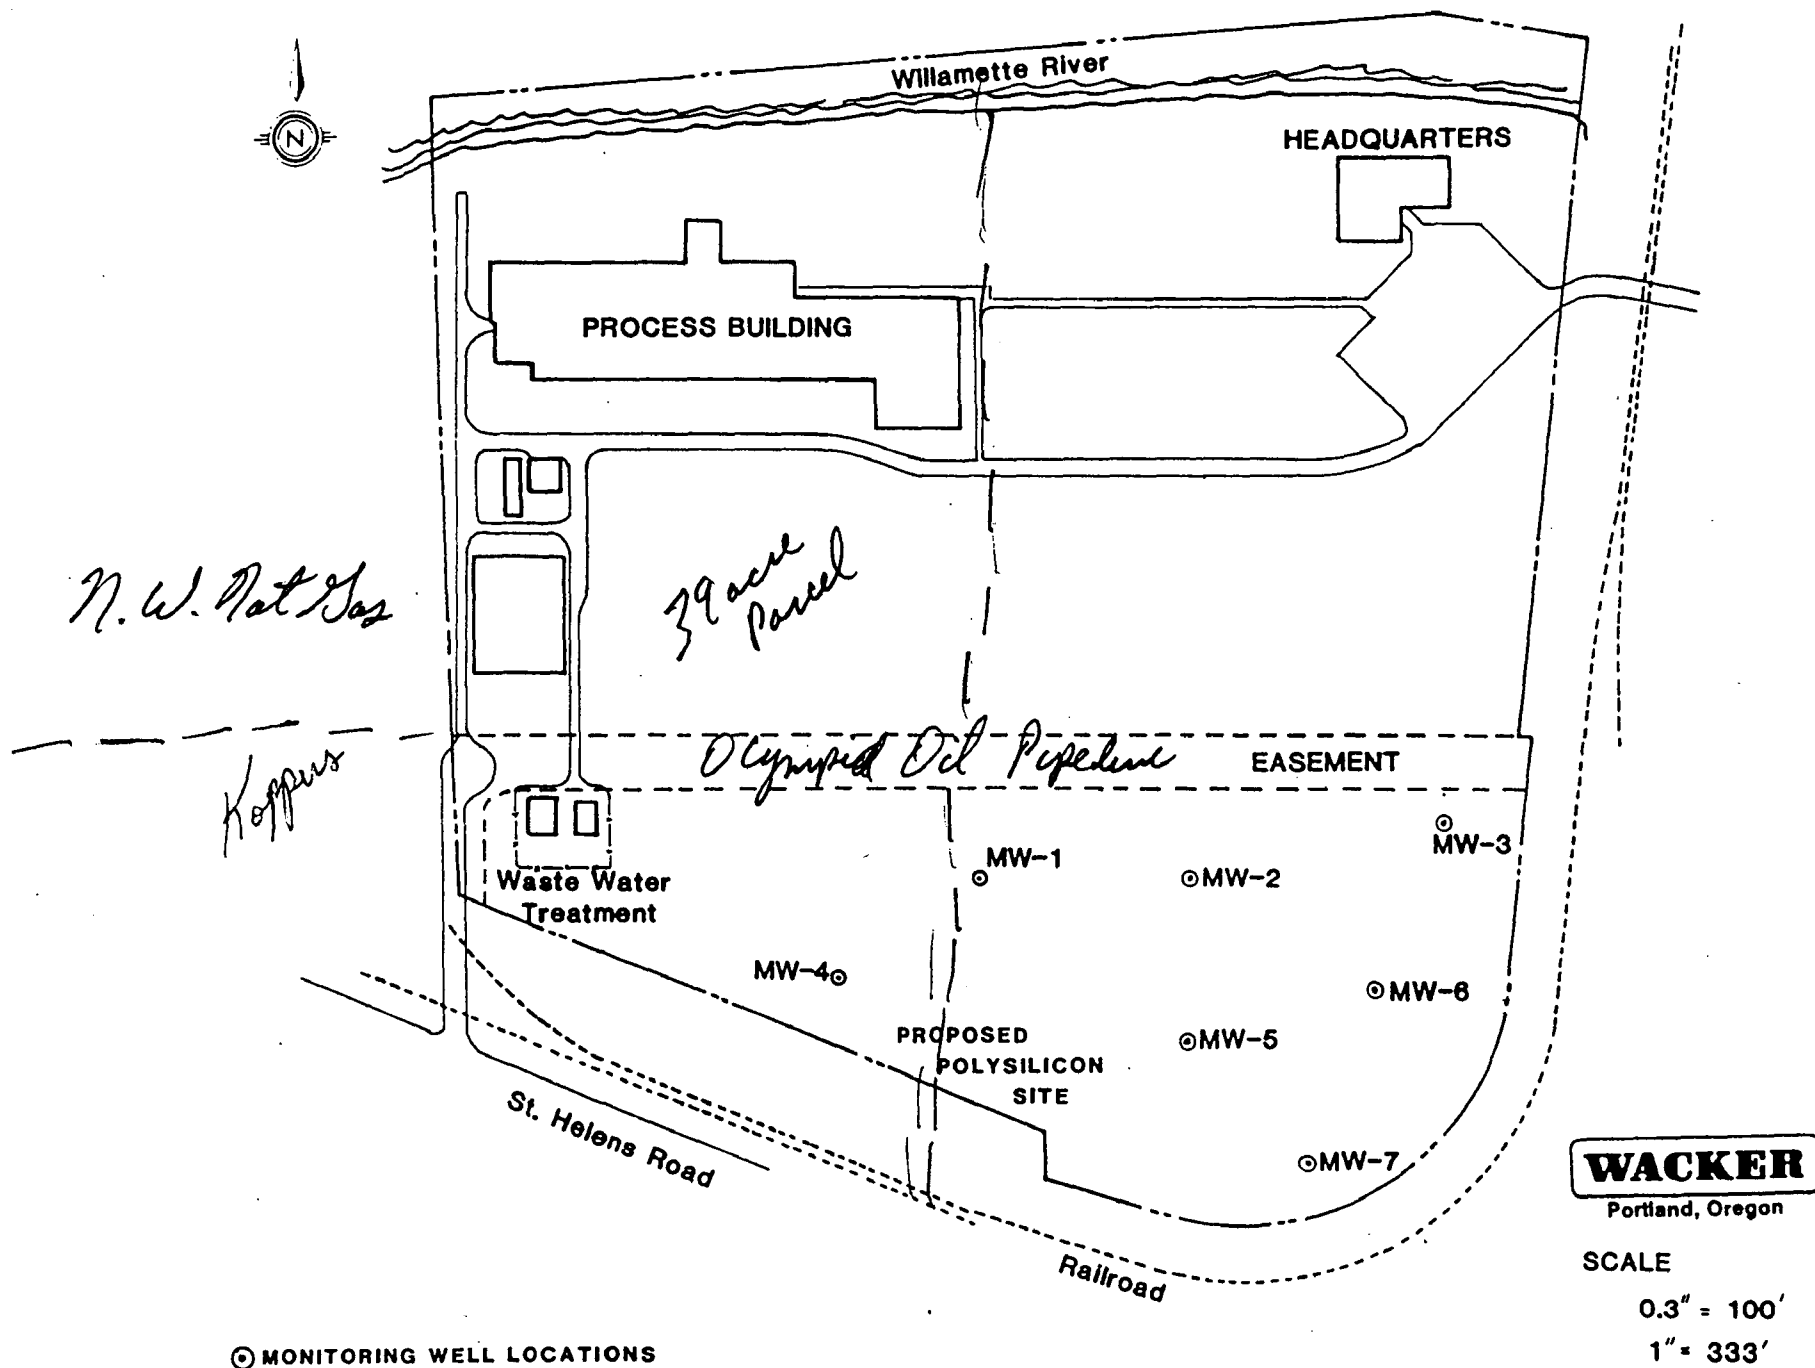 Willamette River
N
HEADQUARTERS
PROCESS BUILDING
N.W. Nat Gas
39 acre
Parcel
Koppers
Olympic Oil Pipeline
EASEMENT
MW-3
MW-1
MW-2
Waste Water
Treatment
MW-4
MW-6
PROPOSED
POLYSILICON
SITE
MW-5
St. Helens Road
MW-7
Railroad
WACKER
Portland, Oregon
SCALE
0.3" = 100'
1" = 333'
MONITORING WELL LOCATIONS